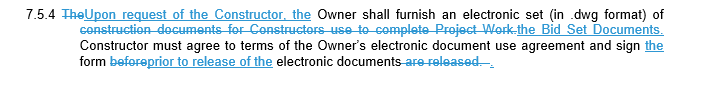 7.5.4 TheUpon request of the Constructor, the Owner shall furnish an electronic set (in .dwg format) of
construction documents for Constructors use to complete Project Work.the Bid Set Documents.
Constructor must agree to terms of the Owner's electronic document use agreement and sign the
form beforeprior to release of the electronic documents are released. .